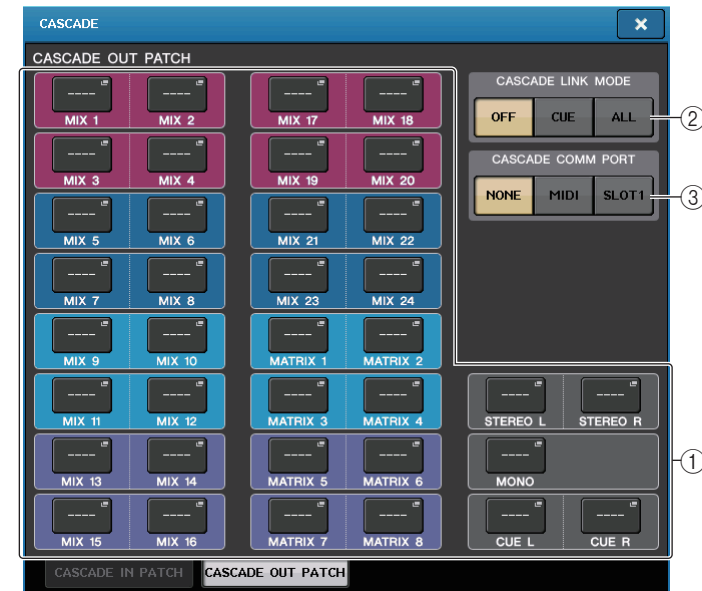 CASCADE
×
CASCADE OUT PATCH
---- ---- ---- ----
MIX 1 MIX 2 MIX 17 MIX 18
CASCADE LINK MODE
OFF CUE ALL
②
---- ---- ---- ----
MIX 3 MIX 4 MIX 19 MIX 20
CASCADE COMM PORT
NONE MIDI SLOT1
③
---- ---- ---- ----
MIX 5 MIX 6 MIX 21 MIX 22
---- ---- ---- ----
MIX 7 MIX 8 MIX 23 MIX 24
---- ---- ---- ----
MIX 9 MIX 10 MATRIX 1 MATRIX 2
---- ---- ---- ---- ---- ----
MIX 11 MIX 12 MATRIX 3 MATRIX 4 STEREO L STEREO R
①
---- ---- ---- ---- ----
MIX 13 MIX 14 MATRIX 5 MATRIX 6 MONO
---- ---- ---- ---- ---- ----
MIX 15 MIX 16 MATRIX 7 MATRIX 8 CUE L CUE R
CASCADE IN PATCH CASCADE OUT PATCH